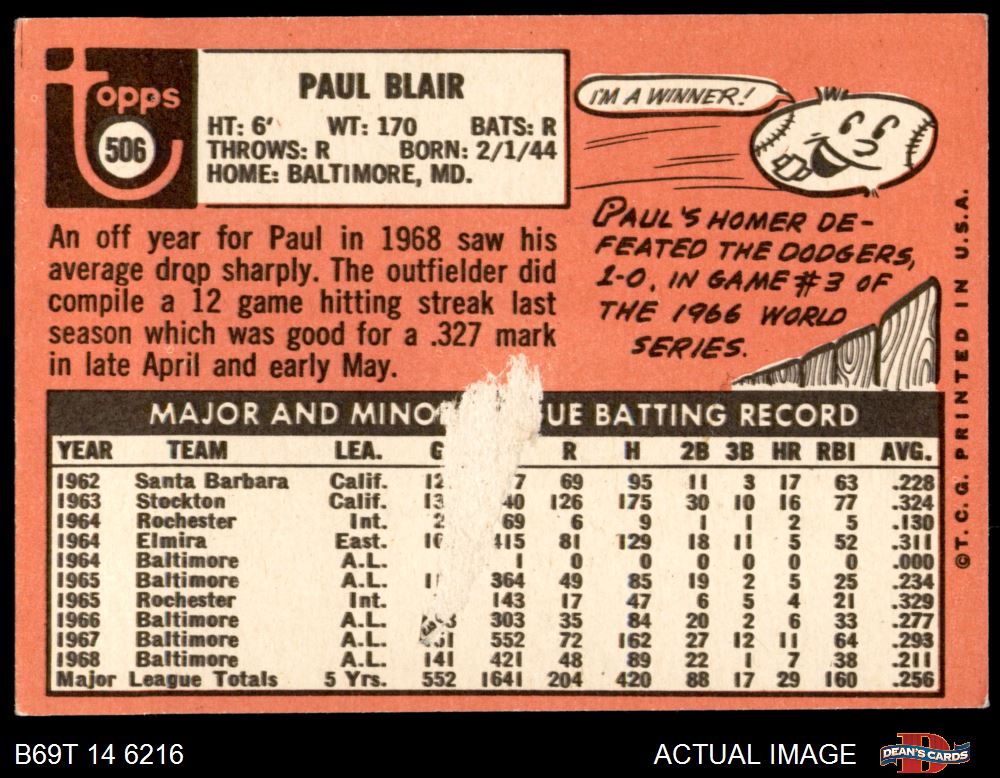 topps
506
PAUL BLAIR
HT: 6' WT: 170 BATS: R
THROWS: R BORN: 2/1/44
HOME: BALTIMORE, MD.
I'M A WINNER!
An off year for Paul in 1968 saw his
average drop sharply. The outfielder did
compile a 12 game hitting streak last
season which was good for a .327 mark
in late April and early May.
PAUL'S HOMER DE-
FEATED THE DODGERS,
1-0, IN GAME #3 OF
THE 1966 WORLD
SERIES.
©T.C.G. PRINTED IN U.S.A.
MAJOR AND MINO UE BATTING RECORD
YEAR TEAM LEA. G R H 2B 3B HR RBI AVG.
1962 Santa Barbara Calif. 12 7 69 95 11 3 17 63 .228
1963 Stockton Calif. 13 40 126 175 30 10 16 77 .324
1964 Rochester Int. 2 69 6 9 1 1 2 5 .130
1964 Elmira East. 10 415 81 129 18 11 5 52 .311
1964 Baltimore A.L. 1 0 0 0 0 0 0 .000
1965 Baltimore A.L. 11 364 49 85 19 2 5 25 .234
1965 Rochester Int. 143 17 47 6 5 4 21 .329
1966 Baltimore A.L. 3 303 35 84 20 2 6 33 .277
1967 Baltimore A.L. 51 552 72 162 27 12 11 64 .293
1968 Baltimore A.L. 141 421 48 89 22 1 7 38 .211
Major League Totals 5 Yrs. 552 1641 204 420 88 17 29 160 .256
B69T 14 6216 ACTUAL IMAGE
DEAN'S CARDS